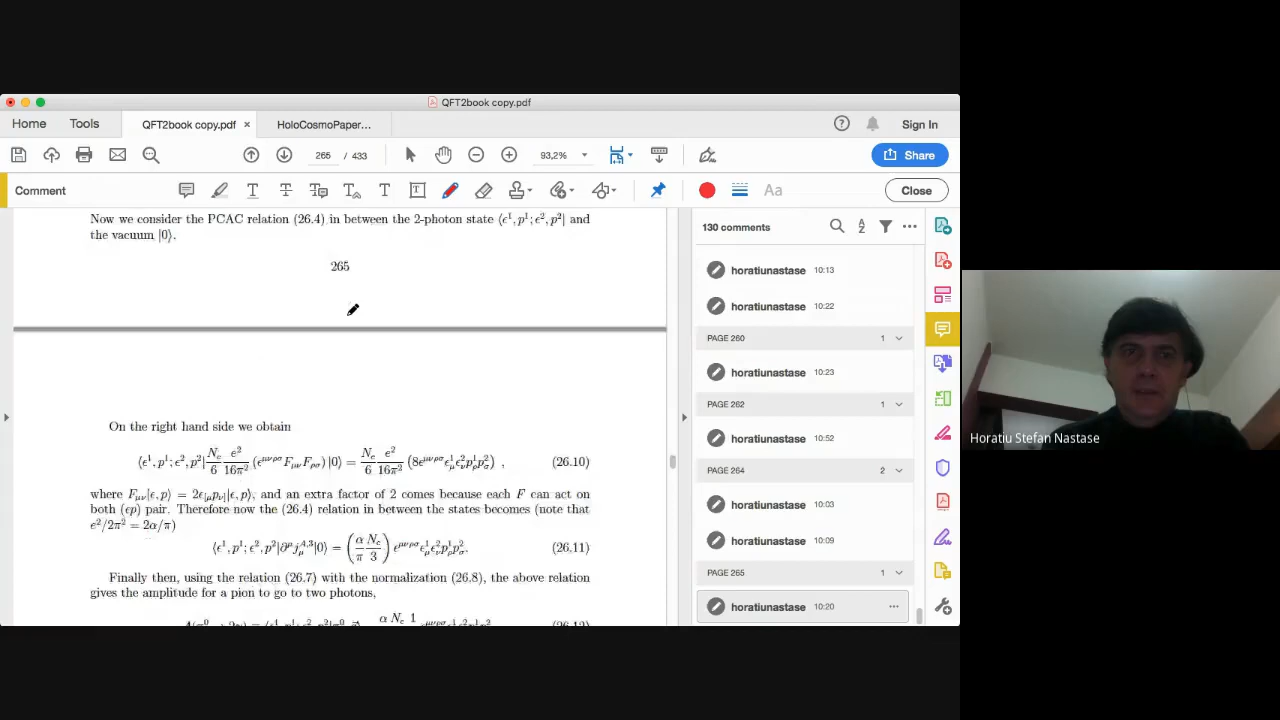 QFT2book copy.pdf
Home Tools QFT2book copy.pdf × HoloCosmoPaper... Sign In
265 / 433 93,2% Share
Comment Close
Now we consider the PCAC relation (26.4) in between the 2-photon state ⟨ϵ¹, p¹; ϵ², p²| and
the vacuum |0⟩.
265
On the right hand side we obtain
⟨ϵ¹, p¹; ϵ², p²| N_c/6 e²/16π² (ϵ^{μνρσ} F_{μν} F_{ρσ}) |0⟩ = N_c/6 e²/16π² (8ϵ^{μνρσ} ϵ¹_μ ϵ²_ν p¹_ρ p²_σ) , (26.10)
where F_{μν}|ϵ, p⟩ = 2ϵ_{[μ}p_{ν]}|ϵ, p⟩, and an extra factor of 2 comes because each F can act on
both (ϵp) pair. Therefore now the (26.4) relation in between the states becomes (note that
e²/2π² = 2α/π)
⟨ϵ¹, p¹; ϵ², p²|∂^μ j_μ^{A,3}|0⟩ = (α/π N_c/3) ϵ^{μνρσ} ϵ¹_μ ϵ²_ν p¹_ρ p²_σ. (26.11)
Finally then, using the relation (26.7) with the normalization (26.8), the above relation
gives the amplitude for a pion to go to two photons,
130 comments
horatiunastase 10:13
horatiunastase 10:22
PAGE 260 1
horatiunastase 10:23
PAGE 262 1
horatiunastase 10:52
PAGE 264 2
horatiunastase 10:03
horatiunastase 10:09
PAGE 265 1
horatiunastase 10:20
Horatiu Stefan Nastase